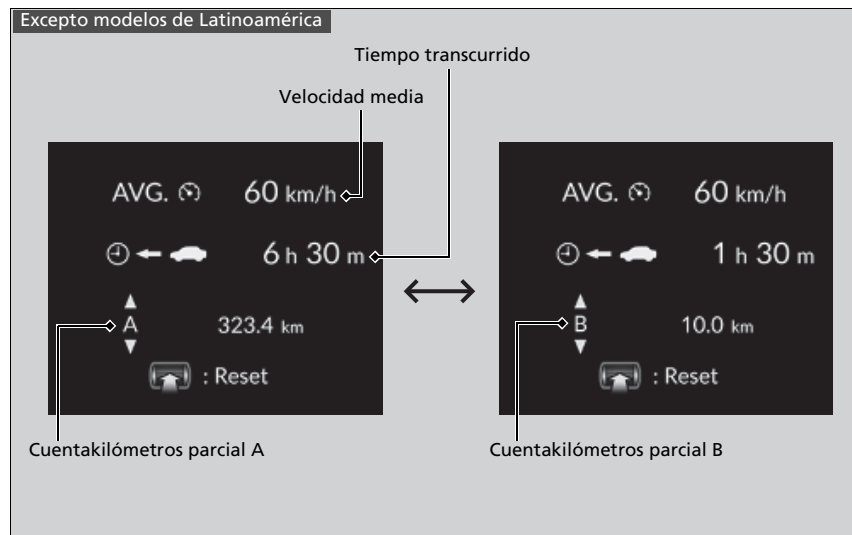 Excepto modelos de Latinoamérica
Tiempo transcurrido
Velocidad media
AVG. 60 km/h
6 h 30 m
A 323.4 km
: Reset
Cuentakilómetros parcial A
AVG. 60 km/h
1 h 30 m
B 10.0 km
: Reset
Cuentakilómetros parcial B